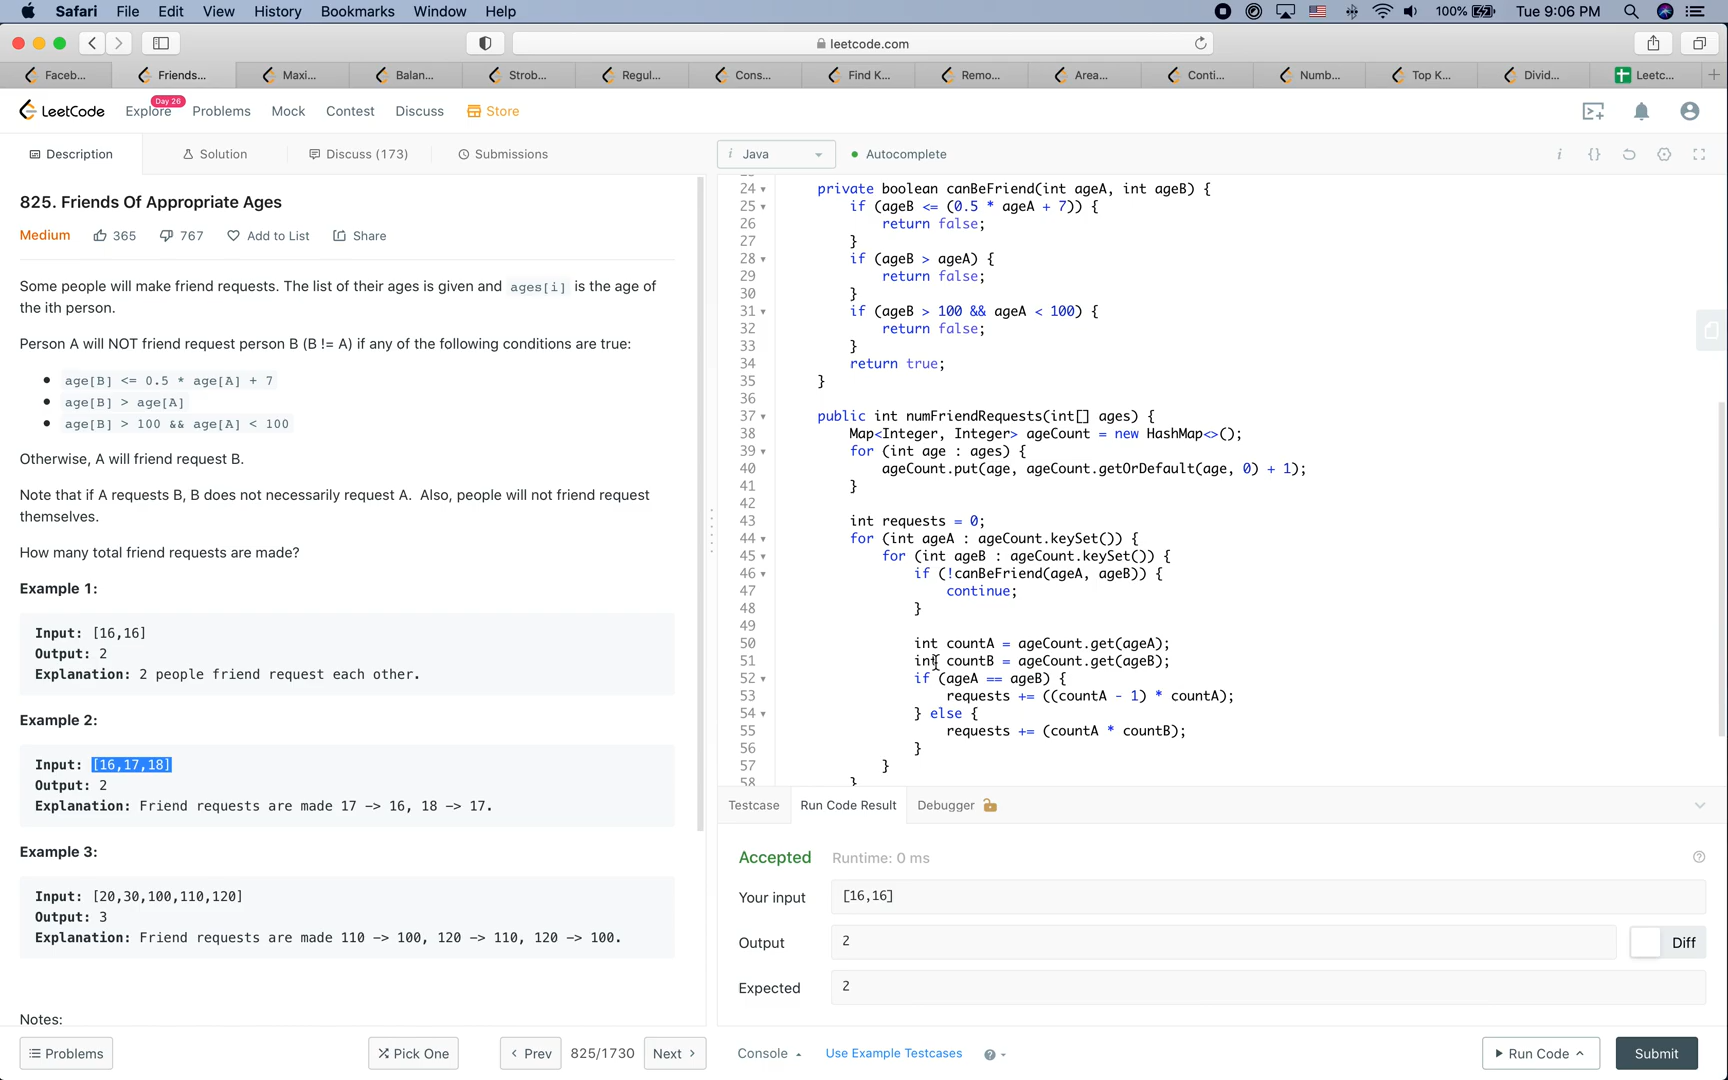 Safari File Edit View History Bookmarks Window Help 100% Tue 9:06 PM
leetcode.com
Faceb... Friends... Maxi... Balan... Strob... Regul... Cons... Find K... Remo... Area... Conti... Numb... Top K... Divid... Leetc...
LeetCode Explore Day 26 Problems Mock Contest Discuss Store
Description Solution Discuss (173) Submissions
i Java Autocomplete
825. Friends Of Appropriate Ages
Medium 365 767 Add to List Share
Some people will make friend requests. The list of their ages is given and ages[i] is the age of
the ith person.
Person A will NOT friend request person B (B != A) if any of the following conditions are true:
age[B] <= 0.5 * age[A] + 7
age[B] > age[A]
age[B] > 100 && age[A] < 100
Otherwise, A will friend request B.
Note that if A requests B, B does not necessarily request A. Also, people will not friend request
themselves.
How many total friend requests are made?
Example 1:
Input: [16,16]
Output: 2
Explanation: 2 people friend request each other.
Example 2:
Input: [16,17,18]
Output: 2
Explanation: Friend requests are made 17 -> 16, 18 -> 17.
Example 3:
Input: [20,30,100,110,120]
Output: 3
Explanation: Friend requests are made 110 -> 100, 120 -> 110, 120 -> 100.
Notes:
24 private boolean canBeFriend(int ageA, int ageB) {
25 if (ageB <= (0.5 * ageA + 7)) {
26 return false;
27 }
28 if (ageB > ageA) {
29 return false;
30 }
31 if (ageB > 100 && ageA < 100) {
32 return false;
33 }
34 return true;
35 }
36
37 public int numFriendRequests(int[] ages) {
38 Map<Integer, Integer> ageCount = new HashMap<>();
39 for (int age : ages) {
40 ageCount.put(age, ageCount.getOrDefault(age, 0) + 1);
41 }
42
43 int requests = 0;
44 for (int ageA : ageCount.keySet()) {
45 for (int ageB : ageCount.keySet()) {
46 if (!canBeFriend(ageA, ageB)) {
47 continue;
48 }
49
50 int countA = ageCount.get(ageA);
51 int countB = ageCount.get(ageB);
52 if (ageA == ageB) {
53 requests += ((countA - 1) * countA);
54 } else {
55 requests += (countA * countB);
56 }
57 }
58 }
Testcase Run Code Result Debugger
Accepted Runtime: 0 ms
Your input [16,16]
Output 2 Diff
Expected 2
Problems Pick One Prev 825/1730 Next Console Use Example Testcases Run Code Submit